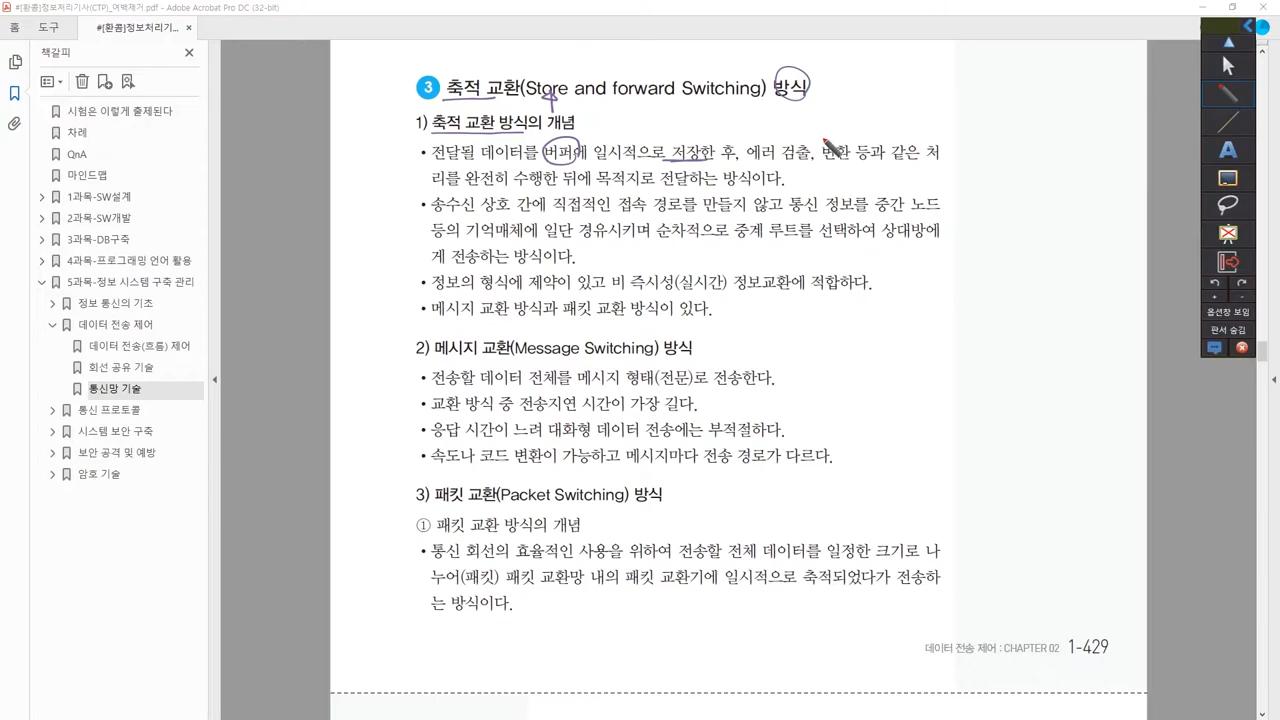 #[환콤]정보처리기사(CTP)_여백제거.pdf - Adobe Acrobat Pro DC (32-bit)
홈 도구 #[환콤]정보처리기... ×
책갈피
시험은 이렇게 출제된다
차례
QnA
마인드맵
1과목-SW설계
2과목-SW개발
3과목-DB구축
4과목-프로그래밍 언어 활용
5과목-정보 시스템 구축 관리
정보 통신의 기초
데이터 전송 제어
데이터 전송(흐름) 제어
회선 공유 기술
통신망 기술
통신 프로토콜
시스템 보안 구축
보안 공격 및 예방
암호 기술
3 축적 교환(Store and forward Switching) 방식
1) 축적 교환 방식의 개념
• 전달될 데이터를 버퍼에 일시적으로 저장한 후, 에러 검출, 변환 등과 같은 처
리를 완전히 수행한 뒤에 목적지로 전달하는 방식이다.
• 송수신 상호 간에 직접적인 접속 경로를 만들지 않고 통신 정보를 중간 노드
등의 기억매체에 일단 경유시키며 순차적으로 중계 루트를 선택하여 상대방에
게 전송하는 방식이다.
• 정보의 형식에 제약이 있고 비 즉시성(실시간) 정보교환에 적합하다.
• 메시지 교환 방식과 패킷 교환 방식이 있다.
2) 메시지 교환(Message Switching) 방식
• 전송할 데이터 전체를 메시지 형태(전문)로 전송한다.
• 교환 방식 중 전송지연 시간이 가장 길다.
• 응답 시간이 느려 대화형 데이터 전송에는 부적절하다.
• 속도나 코드 변환이 가능하고 메시지마다 전송 경로가 다르다.
3) 패킷 교환(Packet Switching) 방식
① 패킷 교환 방식의 개념
• 통신 회선의 효율적인 사용을 위하여 전송할 전체 데이터를 일정한 크기로 나
누어(패킷) 패킷 교환망 내의 패킷 교환기에 일시적으로 축적되었다가 전송하
는 방식이다.
데이터 전송 제어 : CHAPTER 02 1-429
옵션창 보임
판서 숨김